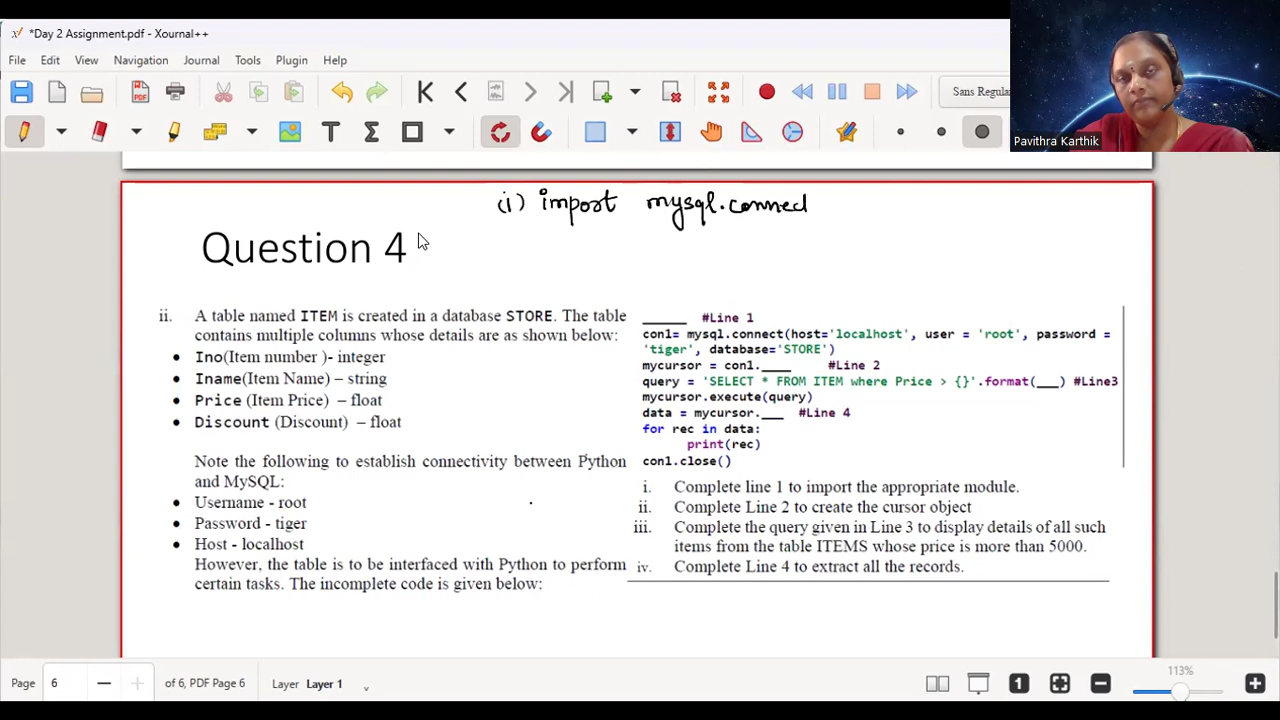 *Day 2 Assignment.pdf - Xournal++
File Edit View Navigation Journal Tools Plugin Help
Sans Regular
Pavithra Karthik
(i) import mysql.connect
Question 4
ii. A table named ITEM is created in a database STORE. The table
contains multiple columns whose details are as shown below:
• Ino(Item number )- integer
• Iname(Item Name) – string
• Price (Item Price) – float
• Discount (Discount) – float
Note the following to establish connectivity between Python
and MySQL:
• Username - root
• Password - tiger
• Host - localhost
However, the table is to be interfaced with Python to perform
certain tasks. The incomplete code is given below:
______ #Line 1
con1= mysql.connect(host='localhost', user = 'root', password =
'tiger', database='STORE')
mycursor = con1.____ #Line 2
query = 'SELECT * FROM ITEM where Price > {}'.format(___) #Line3
mycursor.execute(query)
data = mycursor.___ #Line 4
for rec in data:
print(rec)
con1.close()
i. Complete line 1 to import the appropriate module.
ii. Complete Line 2 to create the cursor object
iii. Complete the query given in Line 3 to display details of all such
items from the table ITEMS whose price is more than 5000.
iv. Complete Line 4 to extract all the records.
Page 6 of 6, PDF Page 6 Layer Layer 1 113%